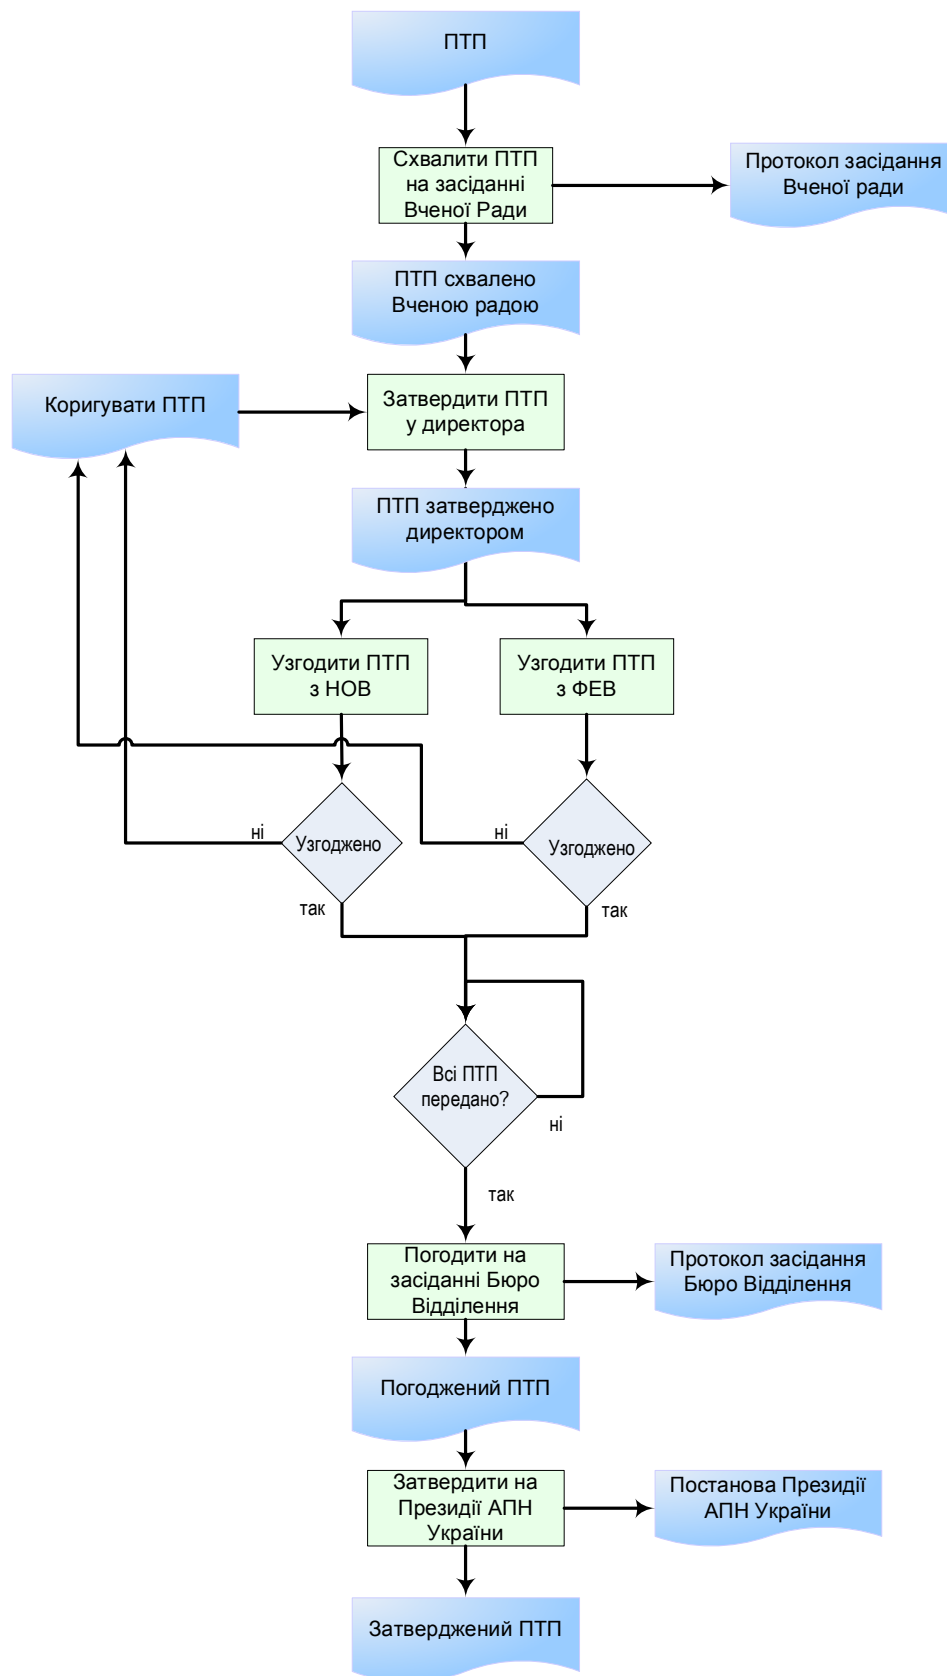 ПТП
Схвалити ПТП
на засіданні
Вченої Ради
Протокол засідання
Вченої ради
ПТП схвалено
Вченою радою
Коригувати ПТП
Затвердити ПТП
у директора
ПТП затверджено
директором
Узгодити ПТП
з НОВ
Узгодити ПТП
з ФЕВ
ні
Узгоджено
ні
Узгоджено
так
так
Всі ПТП
передано?
ні
так
Погодити на
засіданні Бюро
Відділення
Протокол засідання
Бюро Відділення
Погоджений ПТП
Затвердити на
Президії АПН
України
Постанова Президії
АПН України
Затверджений ПТП